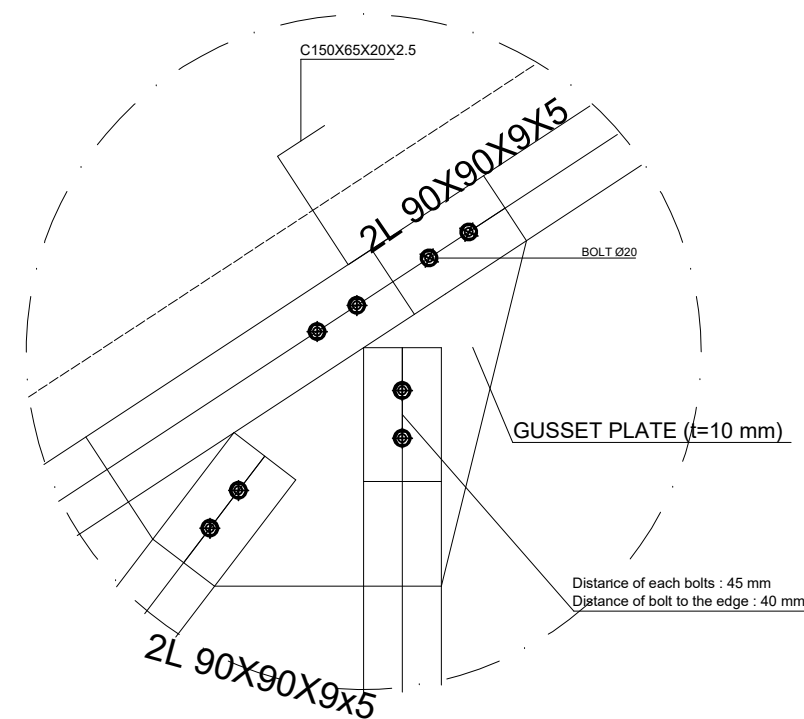 C150X65X20X2.5
2L 90X90X9X5
BOLT Ø20
GUSSET PLATE (t=10 mm)
Distance of each bolts : 45 mm
Distance of bolt to the edge : 40 mm
2L 90X90X9x5